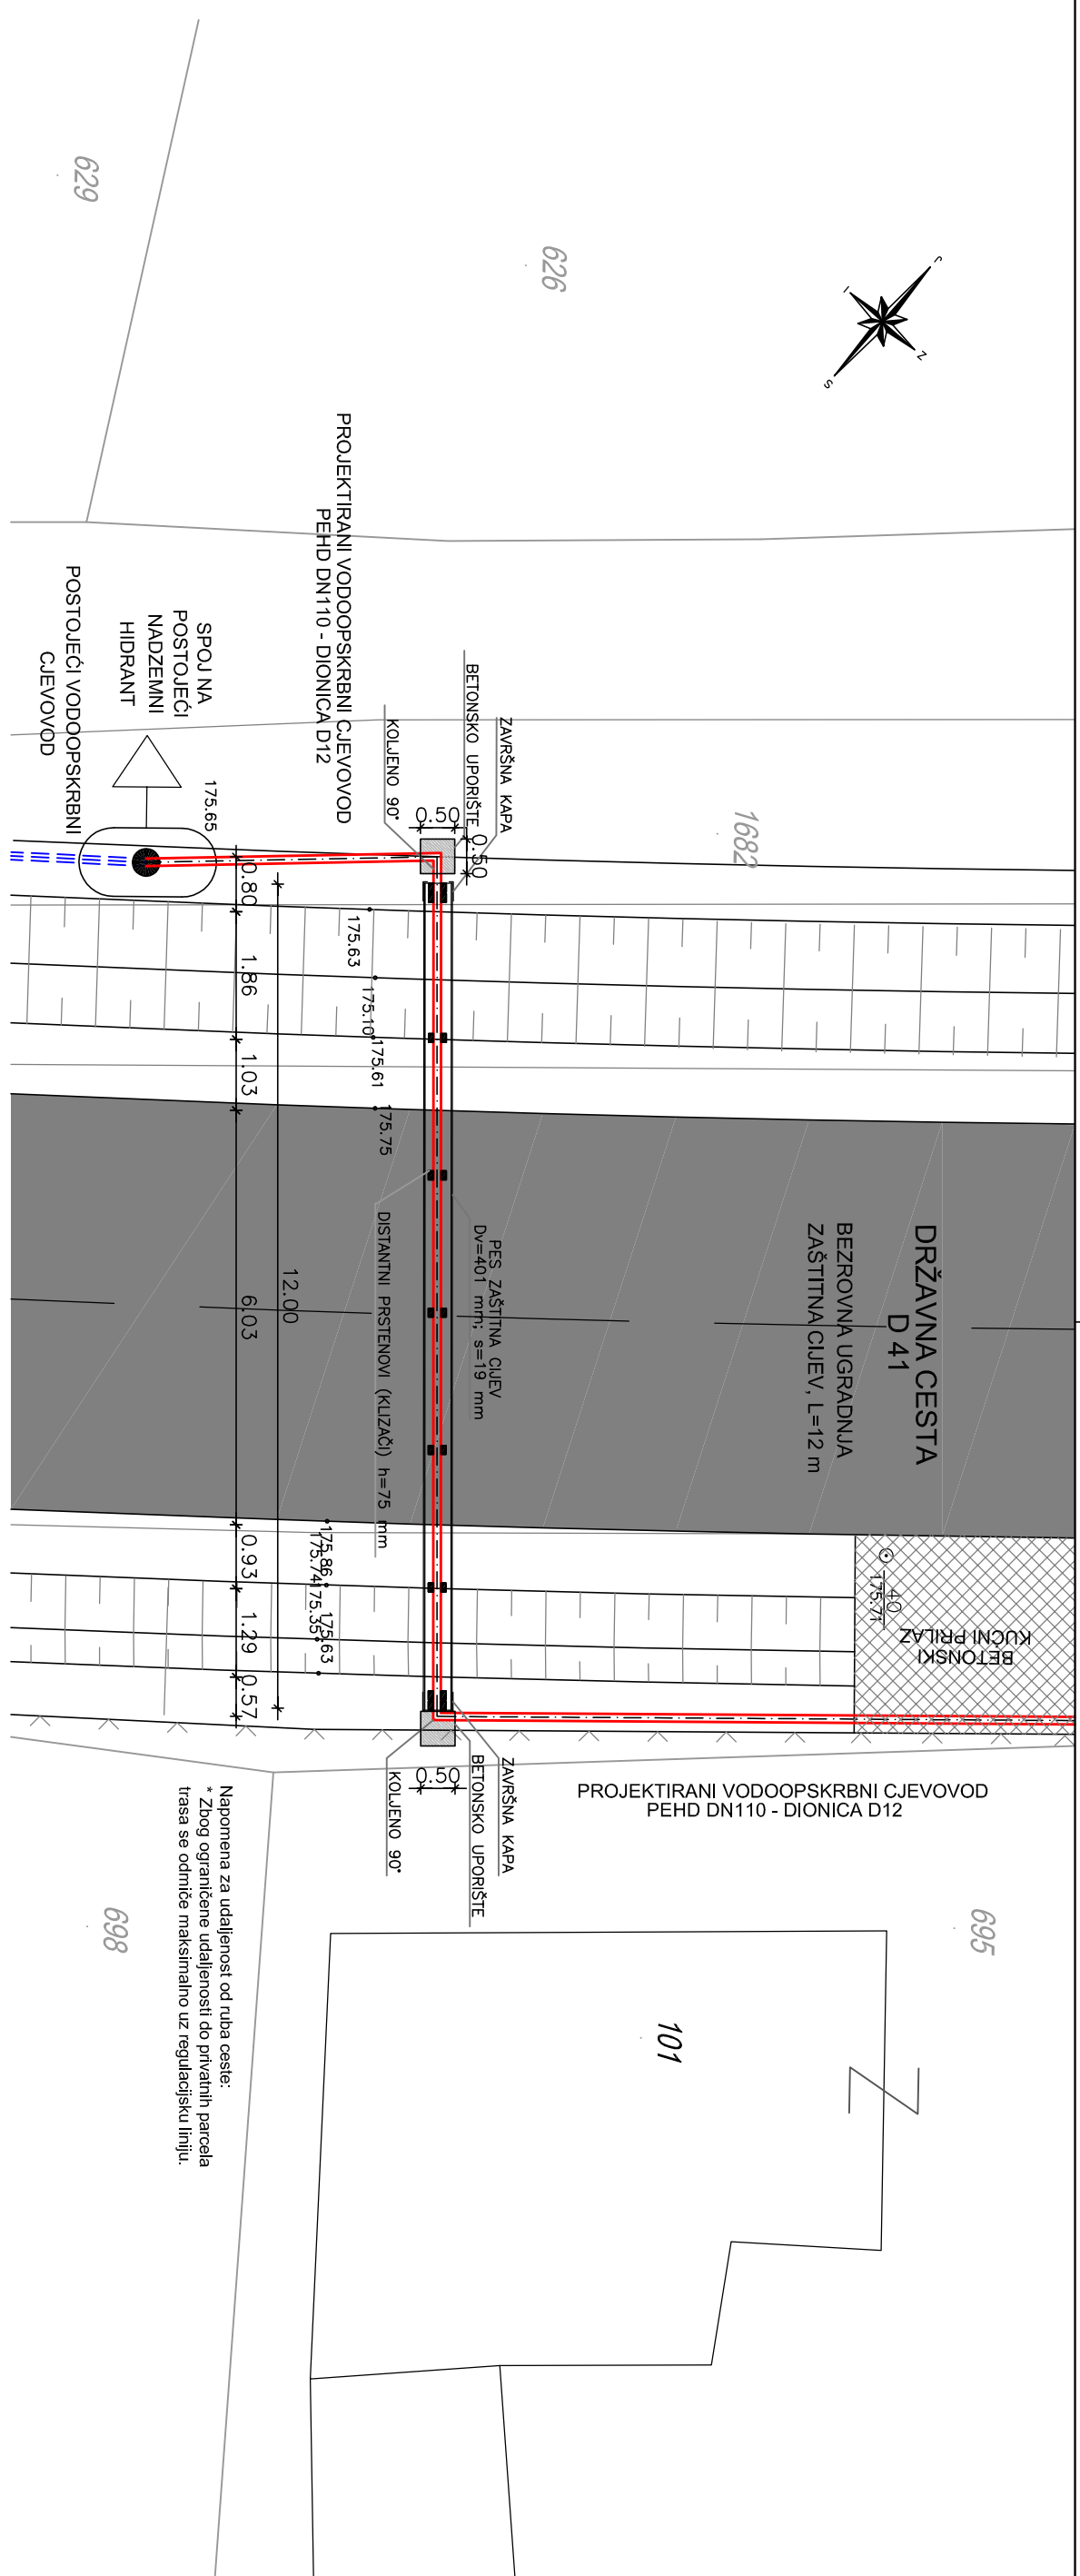 629
626
J
I
Z
S
PROJEKTIRANI VODOOPSKRBNI CJEVOVOD
PEHD DN110 - DIONICA D12
SPOJ NA
POSTOJEĆI
NADZEMNI
HIDRANT
POSTOJEĆI VODOOPSKRBNI
CJEVOVOD
ZAVRŠNA KAPA
BETONSKO UPORIŠTE
KOLJENO 90°
0.50
0.50
1682
175.65
0.80
1.86
1.03
6.03
0.93
1.29
0.57
12.00
175.63
175.10
175.61
175.75
PES ZAŠTITNA CIJEV
Dv=401 mm; s=19 mm
DISTANTNI PRSTENOVI (KLIZAČI) h=75 mm
DRŽAVNA CESTA
D 41
BEZROVNA UGRADNJA
ZAŠTITNA CIJEV, L=12 m
175.86
175.74
175.35
175.63
40
175.71
BETONSKI
KUĆNI PRILAZ
ZAVRŠNA KAPA
BETONSKO UPORIŠTE
KOLJENO 90°
0.50
PROJEKTIRANI VODOOPSKRBNI CJEVOVOD
PEHD DN110 - DIONICA D12
Napomena za udaljenost od ruba ceste:
* Zbog ograničene udaljenosti do privatnih parcela
trasa se odmiče maksimalno uz regulacijsku liniju.
698
695
101